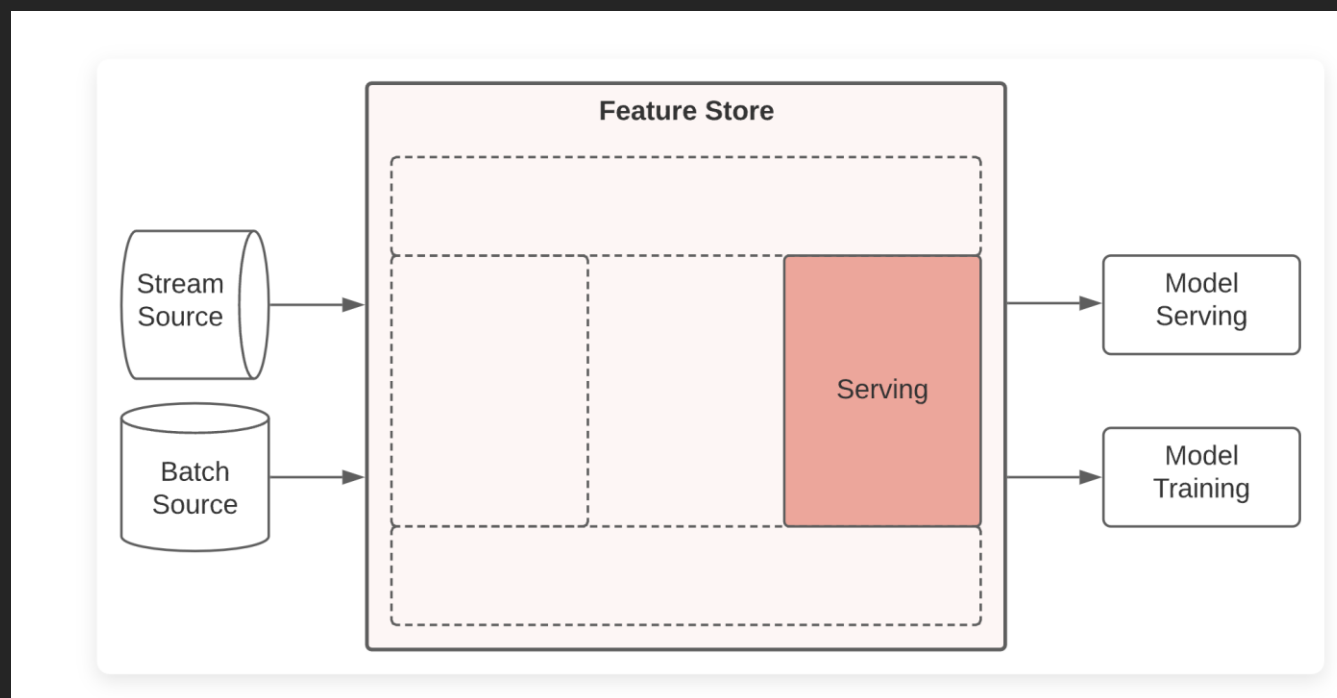 Feature Store
Stream
Source
Batch
Source
Serving
Model
Serving
Model
Training